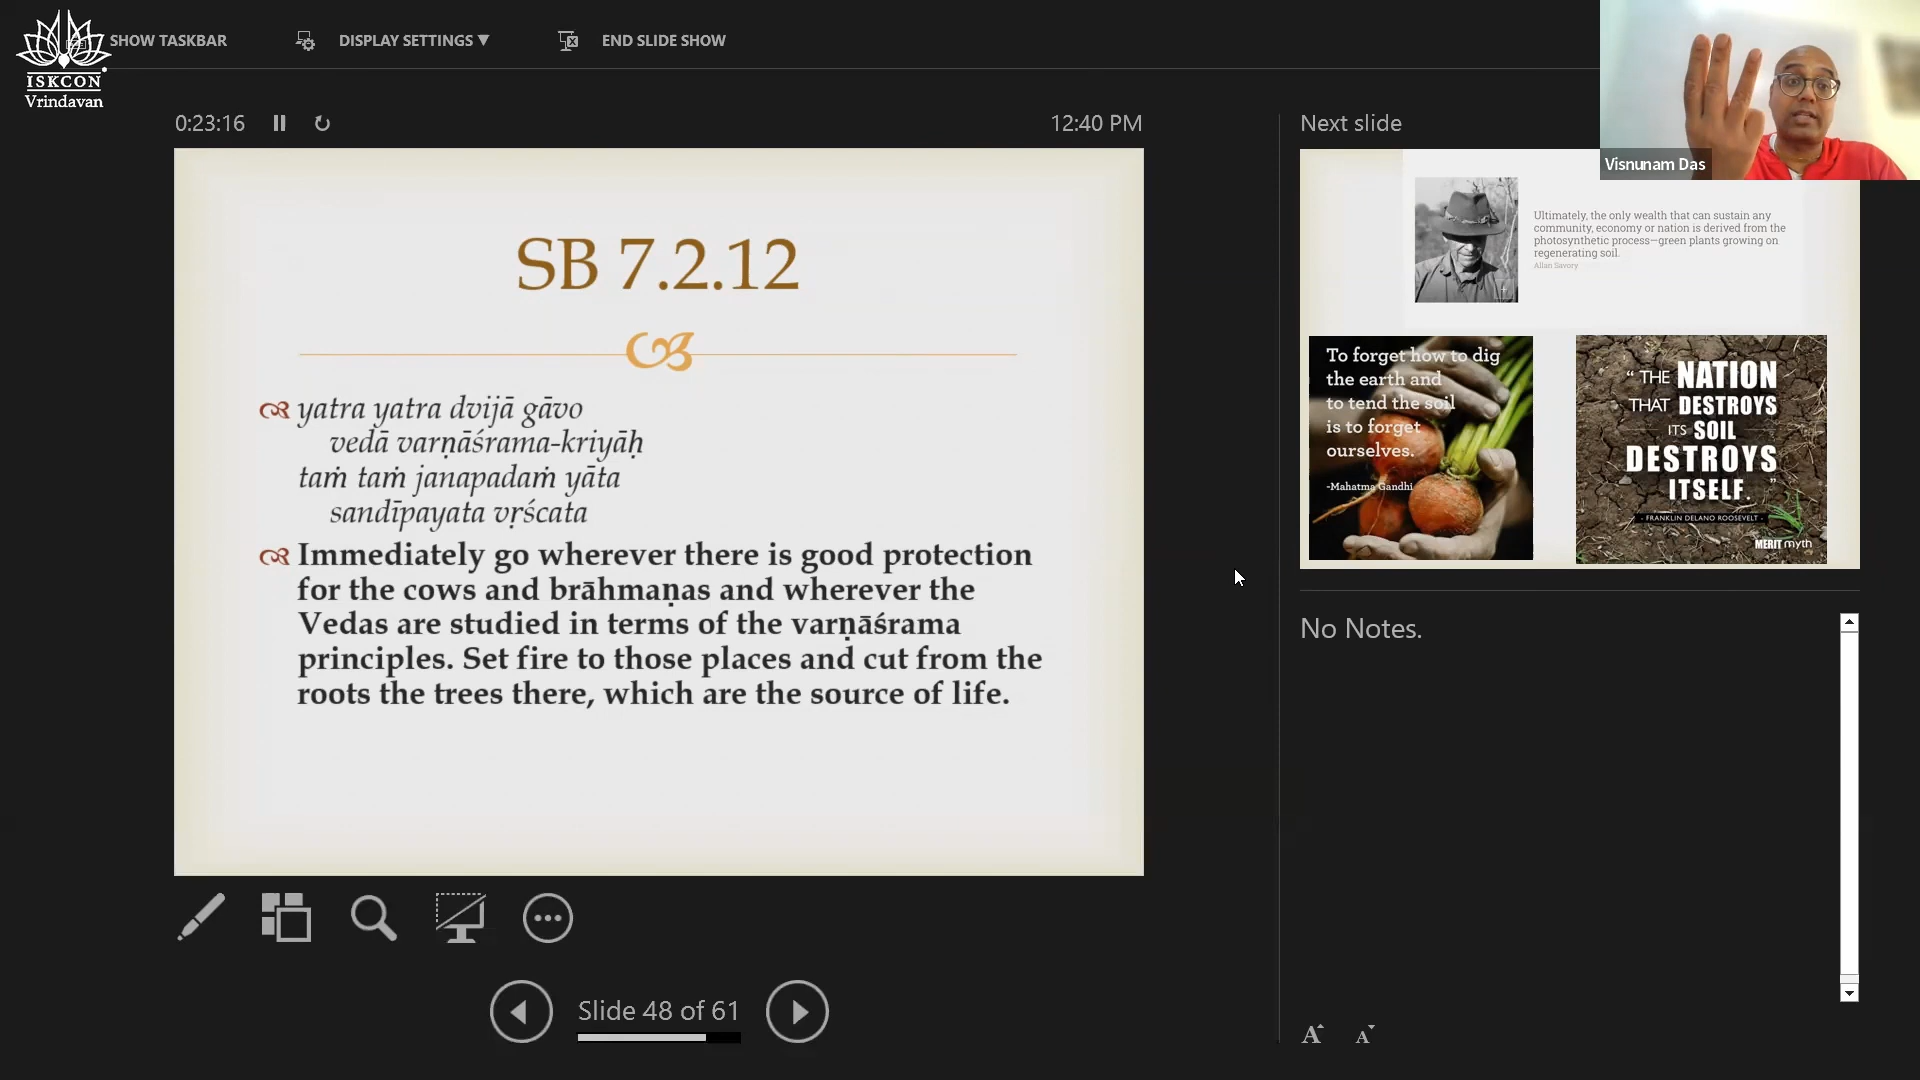 ISKCON
Vrindavan
SHOW TASKBAR
DISPLAY SETTINGS ▼
END SLIDE SHOW
Visnunam Das
0:23:16
12:40 PM
SB 7.2.12
yatra yatra dvijā gāvo
vedā varṇāśrama-kriyāḥ
taṁ taṁ janapadaṁ yāta
sandīpayata vṛścata
Immediately go wherever there is good protection
for the cows and brāhmaṇas and wherever the
Vedas are studied in terms of the varṇāśrama
principles. Set fire to those places and cut from the
roots the trees there, which are the source of life.
Slide 48 of 61
Next slide
Ultimately, the only wealth that can sustain any
community, economy or nation is derived from the
photosynthetic process—green plants growing on
regenerating soil.
Allan Savory
To forget how to dig
the earth and
to tend the soil
is to forget
ourselves.
-Mahatma Gandhi
“ THE NATION
THAT DESTROYS
ITS SOIL
DESTROYS
ITSELF. ”
- FRANKLIN DELANO ROOSEVELT -
MERIT myth
No Notes.
A A